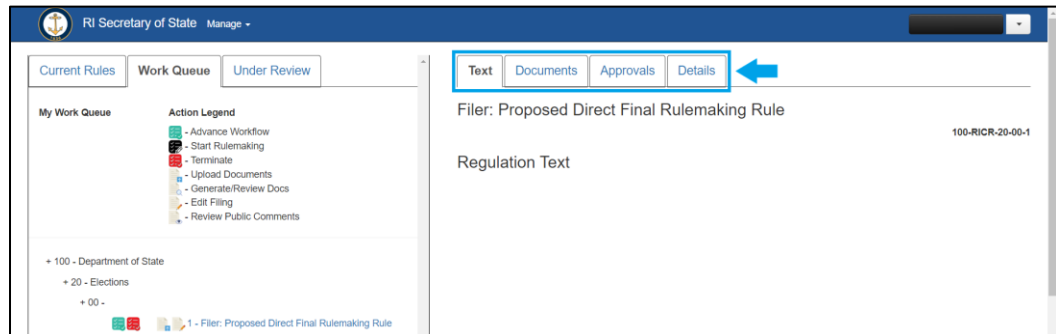 RI Secretary of State Manage
Current Rules Work Queue Under Review
My Work Queue
Action Legend
- Advance Workflow
- Start Rulemaking
- Terminate
- Upload Documents
- Generate/Review Docs
- Edit Filing
- Review Public Comments
+ 100 - Department of State
+ 20 - Elections
+ 00 -
1 - Filer: Proposed Direct Final Rulemaking Rule
Text Documents Approvals Details
Filer: Proposed Direct Final Rulemaking Rule
100-RICR-20-00-1
Regulation Text